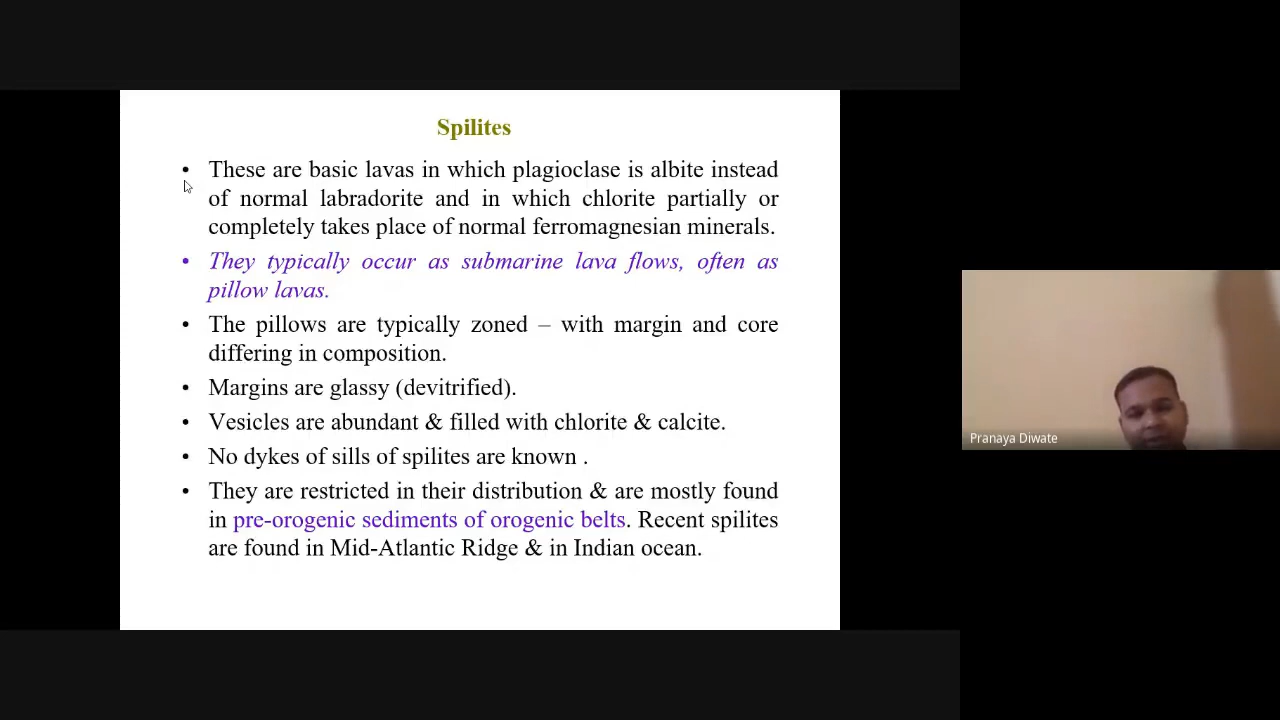 Spilites
• These are basic lavas in which plagioclase is albite instead
of normal labradorite and in which chlorite partially or
completely takes place of normal ferromagnesian minerals.
• They typically occur as submarine lava flows, often as
pillow lavas.
• The pillows are typically zoned – with margin and core
differing in composition.
• Margins are glassy (devitrified).
• Vesicles are abundant & filled with chlorite & calcite.
• No dykes of sills of spilites are known .
• They are restricted in their distribution & are mostly found
in pre-orogenic sediments of orogenic belts. Recent spilites
are found in Mid-Atlantic Ridge & in Indian ocean.
Pranaya Diwate